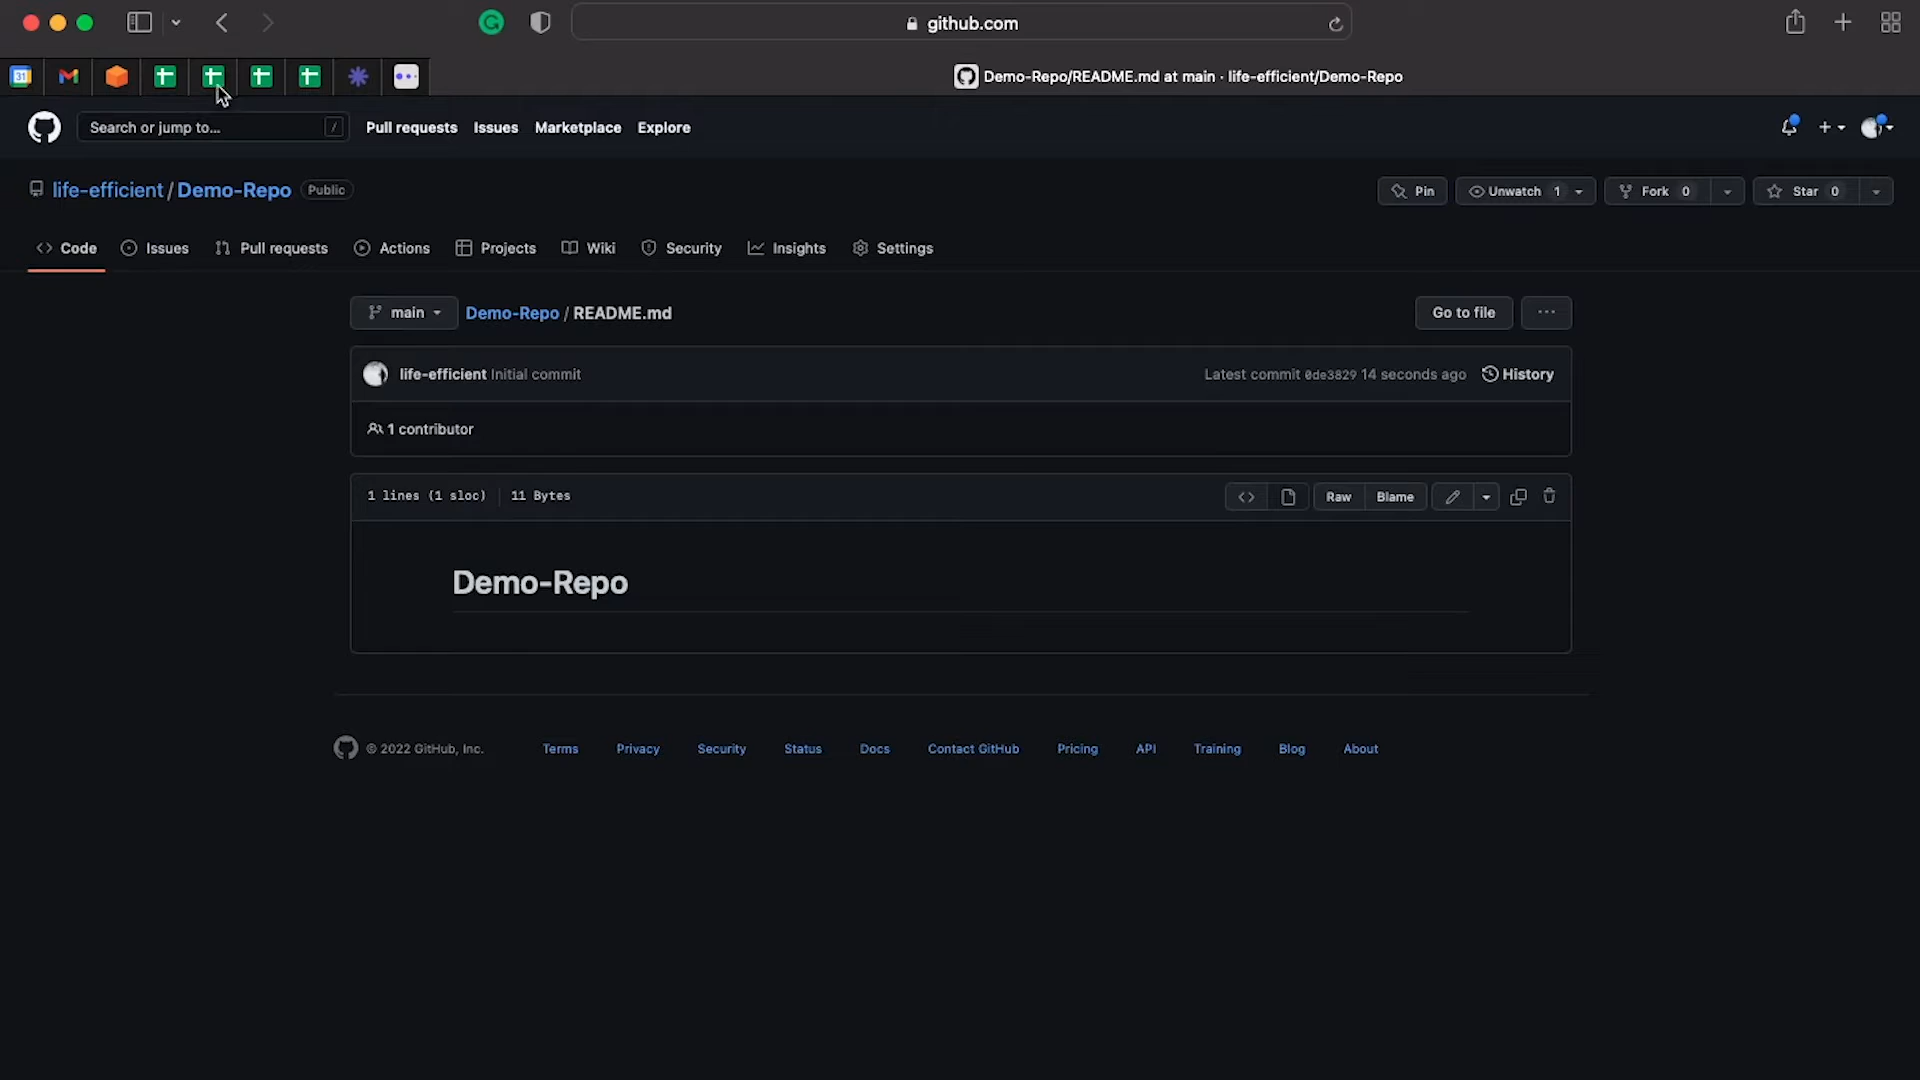 github.com
31
Demo-Repo/README.md at main · life-efficient/Demo-Repo
Search or jump to... /
Pull requests Issues Marketplace Explore
life-efficient / Demo-Repo Public
Pin Unwatch 1 Fork 0 Star 0
Code Issues Pull requests Actions Projects Wiki Security Insights Settings
main Demo-Repo / README.md Go to file ...
life-efficient Initial commit Latest commit 0de3829 14 seconds ago History
1 contributor
1 lines (1 sloc) 11 Bytes <> Raw Blame
Demo-Repo
© 2022 GitHub, Inc. Terms Privacy Security Status Docs Contact GitHub Pricing API Training Blog About